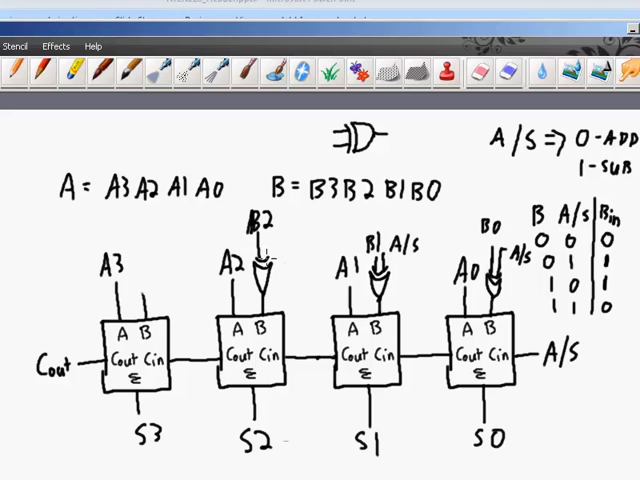 Stencil Effects Help
A/S => 0-ADD
1-SUB
A = A3 A2 A1 A0 B = B3 B2 B1 B0
B A/S Bin
0 0 0
0 1 1
1 0 1
1 1 0
B2
B1 A/S
B0
A/S
A3
A2
A1
A0
A B
A B
A B
A B
Cout
Cout Cin
Cout Cin
Cout Cin
Cout Cin
A/S
Σ
Σ
Σ
Σ
S3
S2
S1
S0